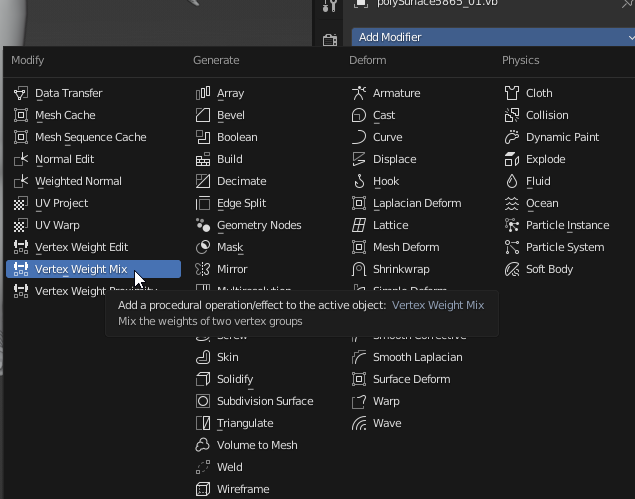 polySurface5865_01.vb
Add Modifier
Modify
Data Transfer
Mesh Cache
Mesh Sequence Cache
Normal Edit
Weighted Normal
UV Project
UV Warp
Vertex Weight Edit
Vertex Weight Mix
Vertex Weight Proximity
Generate
Array
Bevel
Boolean
Build
Decimate
Edge Split
Geometry Nodes
Mask
Mirror
Multiresolution
Screw
Skin
Solidify
Subdivision Surface
Triangulate
Volume to Mesh
Weld
Wireframe
Deform
Armature
Cast
Curve
Displace
Hook
Laplacian Deform
Lattice
Mesh Deform
Shrinkwrap
Simple Deform
Smooth Corrective
Smooth Laplacian
Surface Deform
Warp
Wave
Physics
Cloth
Collision
Dynamic Paint
Explode
Fluid
Ocean
Particle Instance
Particle System
Soft Body
Add a procedural operation/effect to the active object: Vertex Weight Mix
Mix the weights of two vertex groups